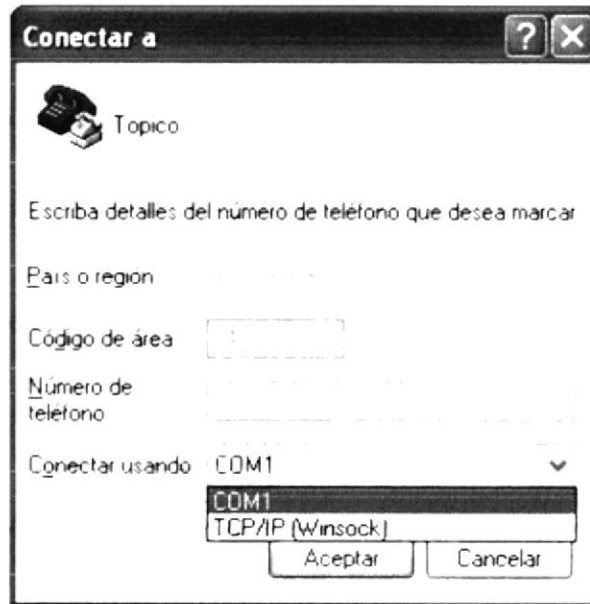 Conectar a
Topico
Escriba detalles del número de teléfono que desea marcar
País o region
Código de área
Número de
teléfono
Conectar usando COM1
COM1
TCP/IP (Winsock)
Aceptar Cancelar